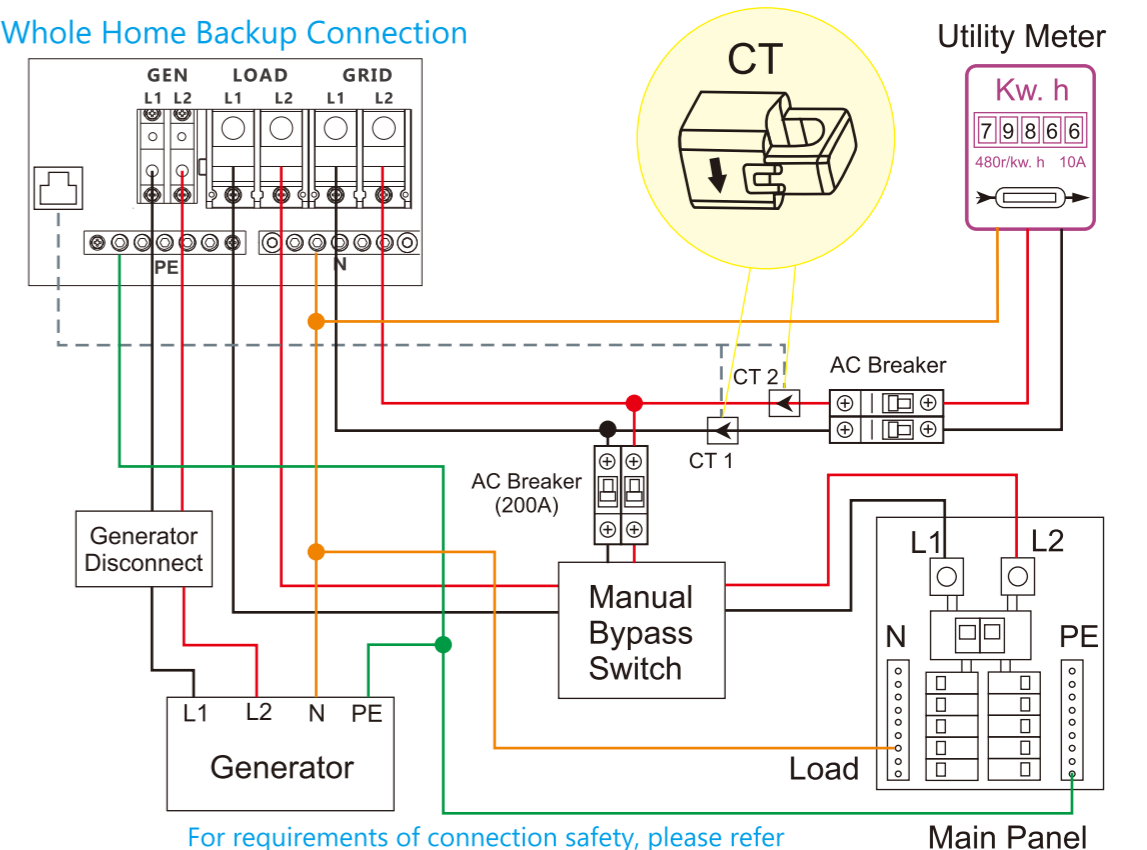 Whole Home Backup Connection
GEN LOAD GRID
L1 L2 L1 L2 L1 L2
PE
N
CT
Utility Meter
Kw. h
79866
480r/kw. h 10A
CT 2
AC Breaker
CT 1
AC Breaker
(200A)
Generator
Disconnect
Manual
Bypass
Switch
L1 L2
N PE
Load
Main Panel
L1 L2 N PE
Generator
For requirements of connection safety, please refer